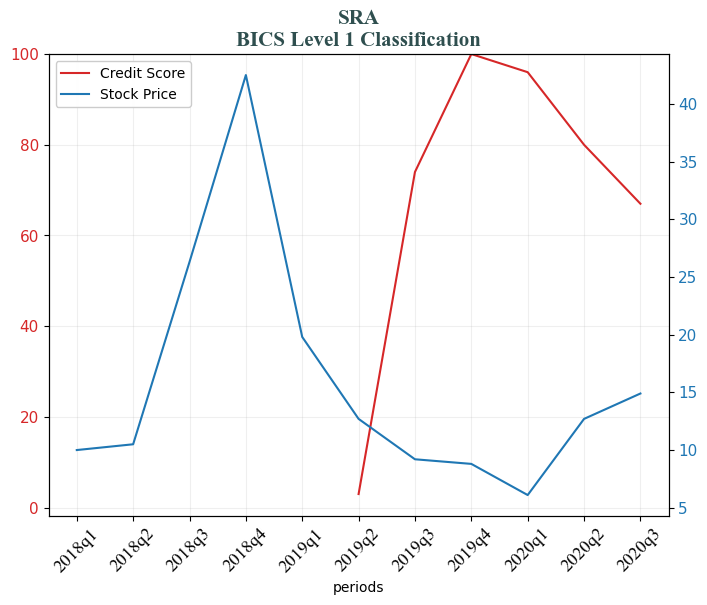 SRA
BICS Level 1 Classification
Credit Score
Stock Price
100
80
60
40
20
0
40
35
30
25
20
15
10
5
2018q1
2018q2
2018q3
2018q4
2019q1
2019q2
2019q3
2019q4
2020q1
2020q2
2020q3
periods